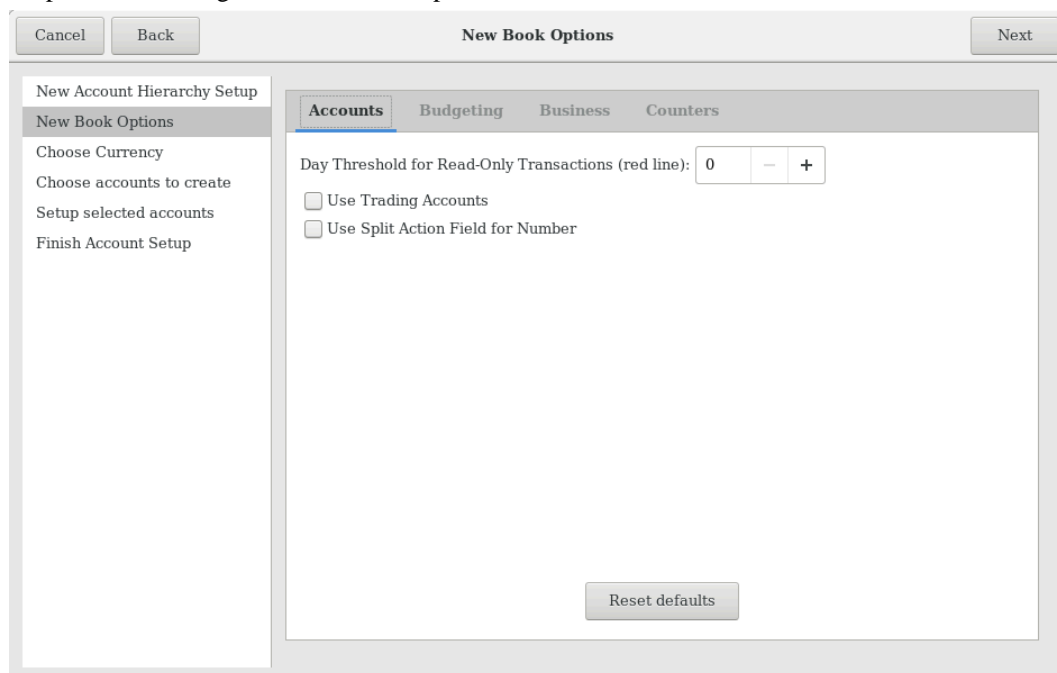 Cancel Back New Book Options Next
New Account Hierarchy Setup
New Book Options
Choose Currency
Choose accounts to create
Setup selected accounts
Finish Account Setup
Accounts Budgeting Business Counters
Day Threshold for Read-Only Transactions (red line): 0 − +
Use Trading Accounts
Use Split Action Field for Number
Reset defaults